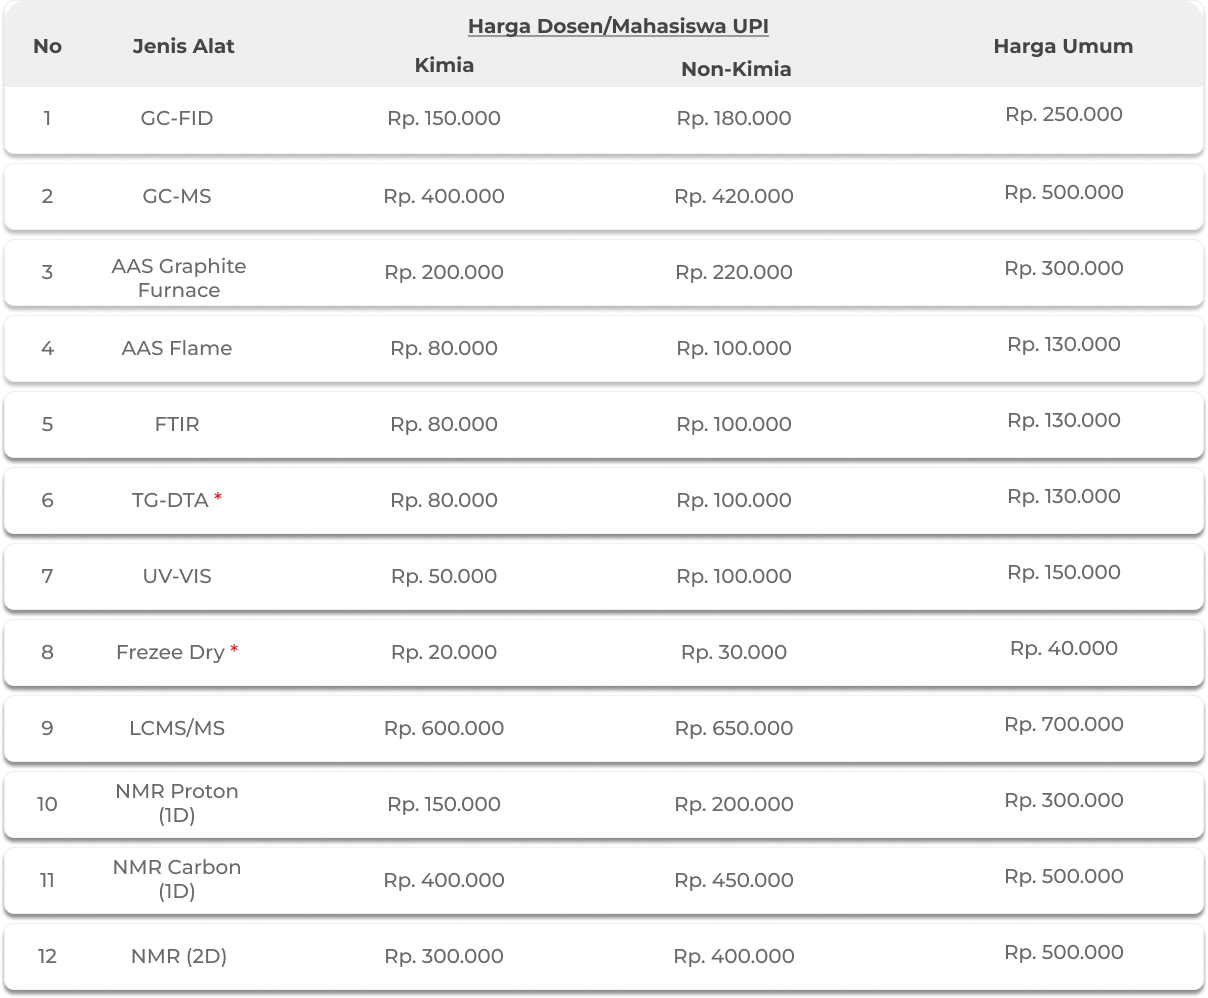 No Jenis Alat Harga Dosen/Mahasiswa UPI Harga Umum
Kimia Non-Kimia
1 GC-FID Rp. 150.000 Rp. 180.000 Rp. 250.000
2 GC-MS Rp. 400.000 Rp. 420.000 Rp. 500.000
3 AAS Graphite Rp. 200.000 Rp. 220.000 Rp. 300.000
Furnace
4 AAS Flame Rp. 80.000 Rp. 100.000 Rp. 130.000
5 FTIR Rp. 80.000 Rp. 100.000 Rp. 130.000
6 TG-DTA * Rp. 80.000 Rp. 100.000 Rp. 130.000
7 UV-VIS Rp. 50.000 Rp. 100.000 Rp. 150.000
8 Frezee Dry * Rp. 20.000 Rp. 30.000 Rp. 40.000
9 LCMS/MS Rp. 600.000 Rp. 650.000 Rp. 700.000
10 NMR Proton Rp. 150.000 Rp. 200.000 Rp. 300.000
(1D)
11 NMR Carbon Rp. 400.000 Rp. 450.000 Rp. 500.000
(1D)
12 NMR (2D) Rp. 300.000 Rp. 400.000 Rp. 500.000